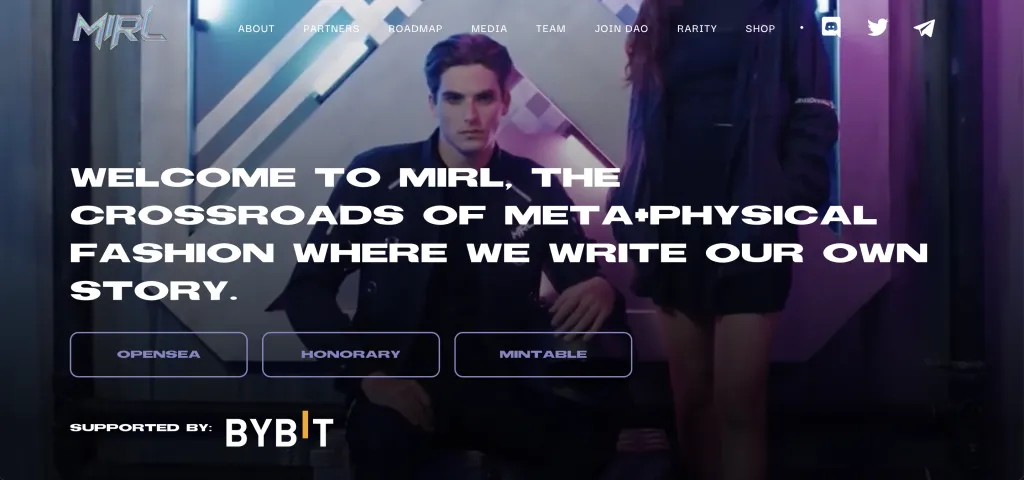 MIRL
ABOUT PARTNERS ROADMAP MEDIA TEAM JOIN DAO RARITY SHOP •
WELCOME TO MIRL, THE
CROSSROADS OF META+PHYSICAL
FASHION WHERE WE WRITE OUR OWN
STORY.
OPENSEA HONORARY MINTABLE
SUPPORTED BY: BYBIT